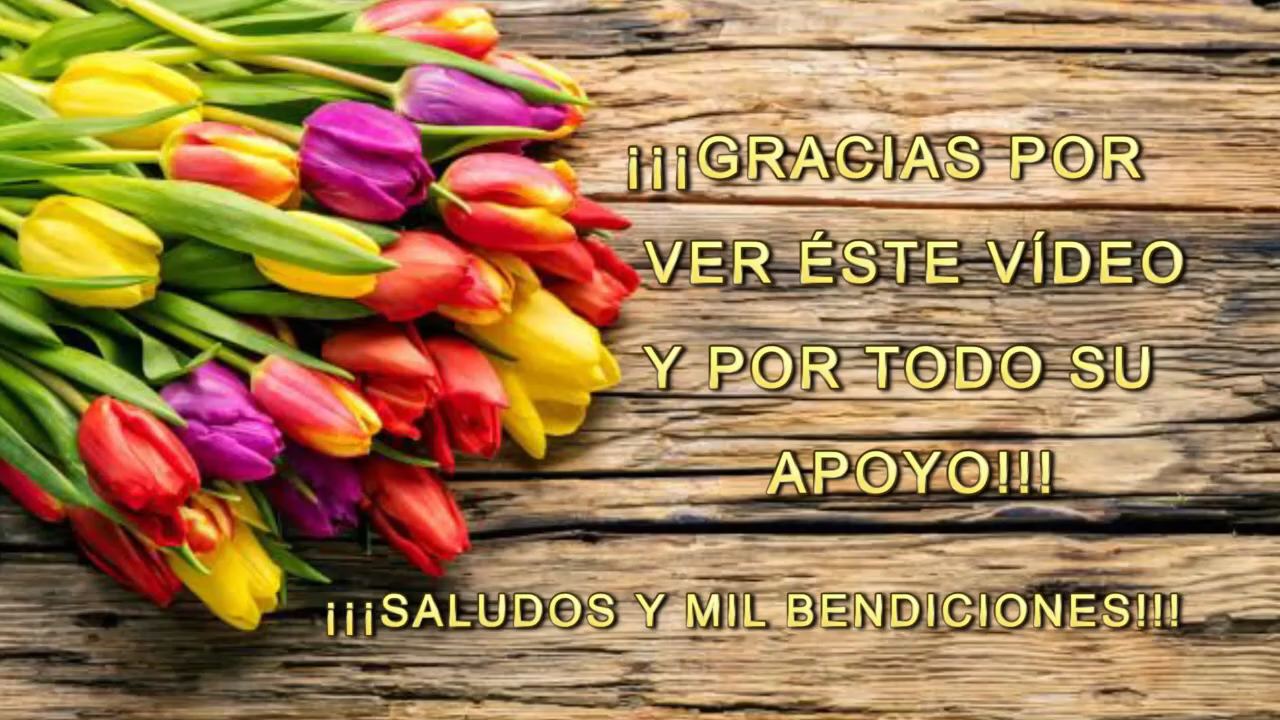 ¡¡¡GRACIAS POR
VER ÉSTE VÍDEO
Y POR TODO SU
APOYO!!!
¡¡¡SALUDOS Y MIL BENDICIONES!!!